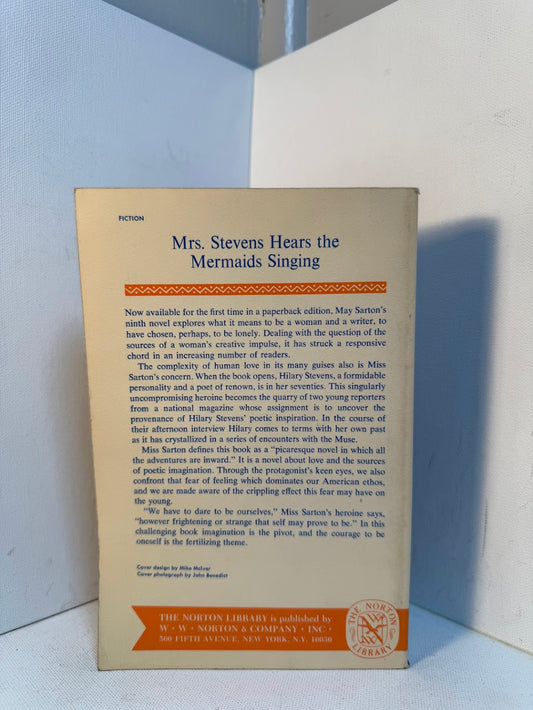 FICTION
Mrs. Stevens Hears the
Mermaids Singing
Now available for the first time in a paperback edition, May Sarton's
ninth novel explores what it means to be a woman and a writer, to
have chosen, perhaps, to be lonely. Dealing with the question of the
sources of a woman's creative impulse, it has struck a responsive
chord in an increasing number of readers.
The complexity of human love in its many guises also is Miss
Sarton's concern. When the book opens, Hilary Stevens, a formidable
personality and a poet of renown, is in her seventies. This singularly
uncompromising heroine becomes the quarry of two young reporters
from a national magazine whose assignment is to uncover the
provenance of Hilary Stevens' poetic inspiration. In the course of
their afternoon interview Hilary comes to terms with her own past
as it has crystallized in a series of encounters with the Muse.
Miss Sarton defines this book as a "picaresque novel in which all
the adventures are inward." It is a novel about love and the sources
of poetic imagination. Through the protagonist's keen eyes, we also
confront that fear of feeling which dominates our American ethos,
and we are made aware of the crippling effect this fear may have on
the young.
"We have to dare to be ourselves," Miss Sarton's heroine says,
"however frightening or strange that self may prove to be." In this
challenging book imagination is the pivot, and the courage to be
oneself is the fertilizing theme.
Cover design by Mike McIver
Cover photograph by John Benedict
THE NORTON LIBRARY is published by
W • W • NORTON & COMPANY • INC •
500 FIFTH AVENUE, NEW YORK, N.Y. 10036
THE NORTON
LIBRARY